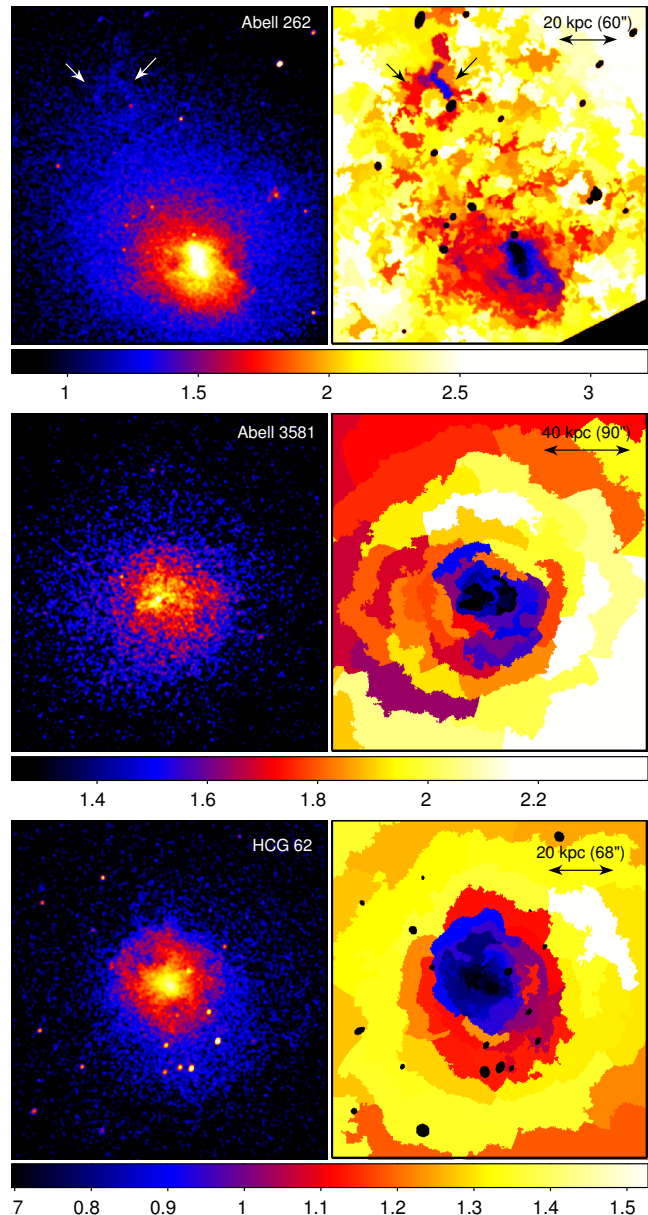 Abell 262
20 kpc (60")
1 1.5 2 2.5 3
Abell 3581
40 kpc (90")
1.4 1.6 1.8 2 2.2
HCG 62
20 kpc (68")
.7 0.8 0.9 1 1.1 1.2 1.3 1.4 1.5